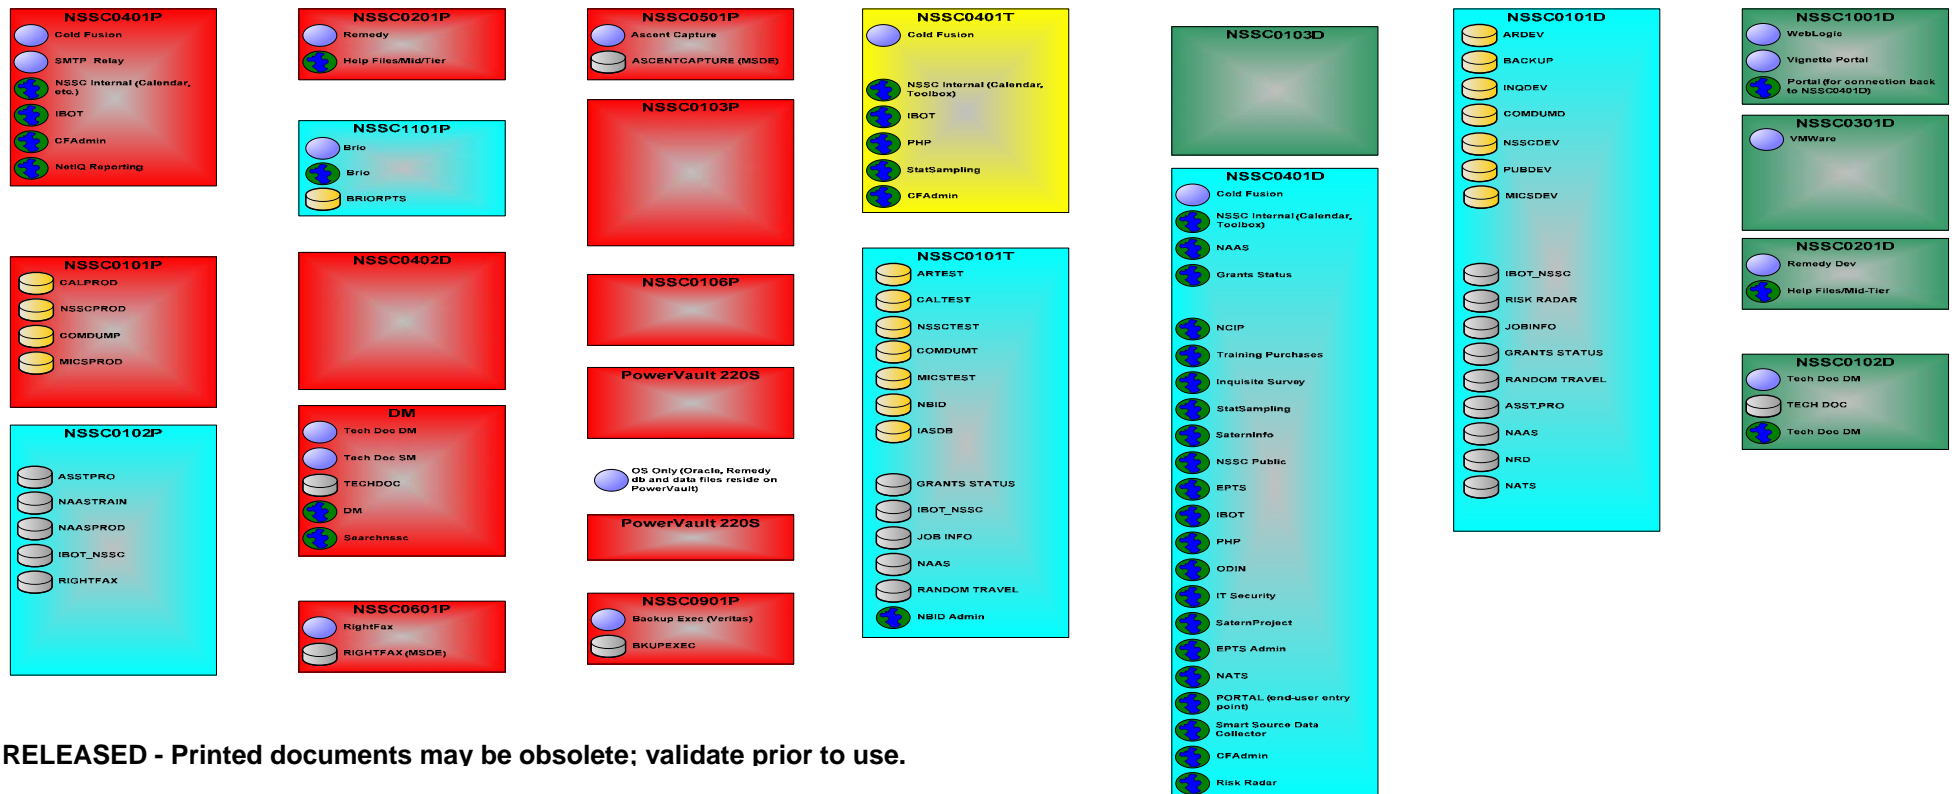 NSSC0401P
Cold Fusion
SMTP Relay
NSSC Internal (Calendar,
etc.)
IBOT
CFAdmin
NetIQ Reporting
NSSC0101P
CALPROD
NSSCPROD
COMDUMP
MICSPROD
NSSC0102P
ASSTPRO
NAASTRAIN
NAASPROD
IBOT_NSSC
RIGHTFAX
NSSC0201P
Remedy
Help Files/Mid/Tier
NSSC1101P
Brio
Brio
BRIORPTS
NSSC0402D
DM
Tech Doc DM
Tech Doc SM
TECHDOC
DM
Searchnssc
NSSC0601P
RightFax
RIGHTFAX (MSDE)
NSSC0501P
Ascent Capture
ASCENTCAPTURE (MSDE)
NSSC0103P
NSSC0106P
PowerVault 220S
OS Only (Oracle, Remedy
db and data files reside on
PowerVault)
PowerVault 220S
NSSC0901P
Backup Exec (Veritas)
BKUPEXEC
NSSC0401T
Cold Fusion
NSSC Internal (Calendar,
Toolbox)
IBOT
PHP
StatSampling
CFAdmin
NSSC0101T
ARTEST
CALTEST
NSSCTEST
COMDUMT
MICSTEST
NBID
IASDB
GRANTS STATUS
IBOT_NSSC
JOB INFO
NAAS
RANDOM TRAVEL
NBID Admin
NSSC0103D
NSSC0401D
Cold Fusion
NSSC Internal (Calendar,
Toolbox)
NAAS
Grants Status
NCIP
Training Purchases
Inquisite Survey
StatSampling
SaternInfo
NSSC Public
EPTS
IBOT
PHP
ODIN
IT Security
SaternProject
EPTS Admin
NATS
PORTAL (end-user entry
point)
Smart Source Data
Collector
CFAdmin
Risk Radar
NSSC0101D
ARDEV
BACKUP
INQDEV
COMDUMD
NSSCDEV
PUBDEV
MICSDEV
IBOT_NSSC
RISK RADAR
JOBINFO
GRANTS STATUS
RANDOM TRAVEL
ASSTPRO
NAAS
NRD
NATS
NSSC1001D
WebLogic
Vignette Portal
Portal (for connection back
to NSSC0401D)
NSSC0301D
VMWare
NSSC0201D
Remedy Dev
Help Files/Mid-Tier
NSSC0102D
Tech Doc DM
TECH DOC
Tech Doc DM
RELEASED - Printed documents may be obsolete; validate prior to use.